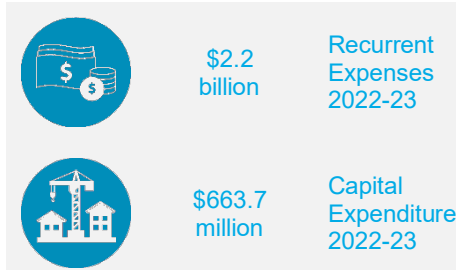 $
$
$2.2
billion
Recurrent
Expenses
2022-23
$663.7
million
Capital
Expenditure
2022-23